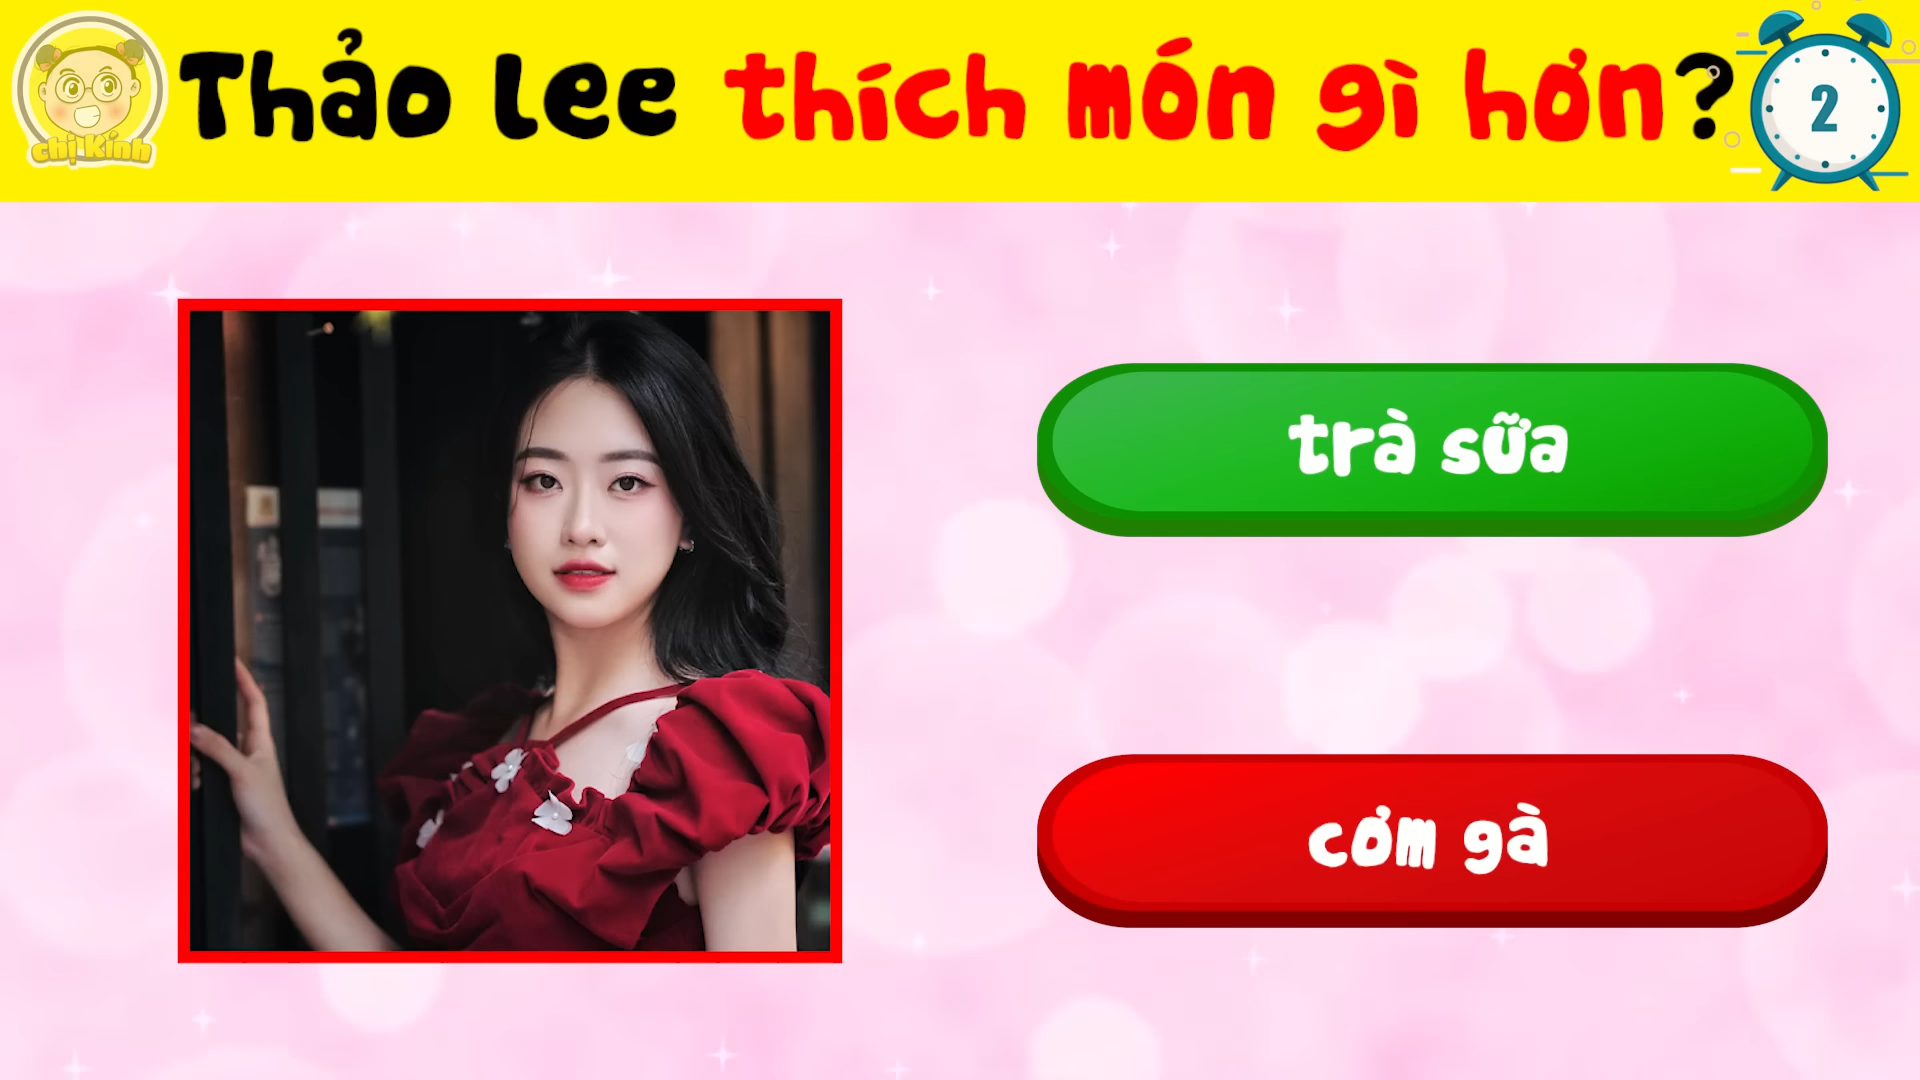 Thảo Lee thích món gì hơn?
2
chị Kính
trà sữa
cơm gà